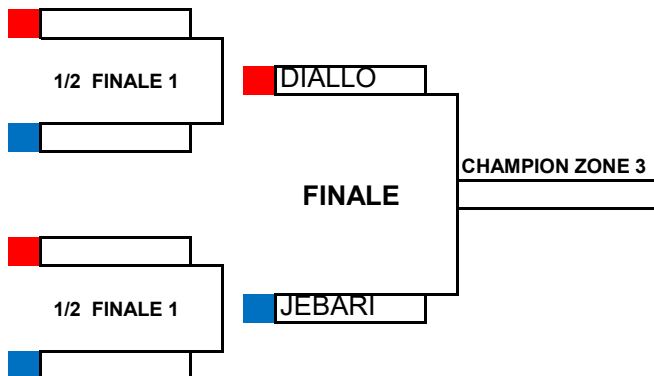 1/2 FINALE 1
DIALLO
CHAMPION ZONE 3
FINALE
JEBARI
1/2 FINALE 1